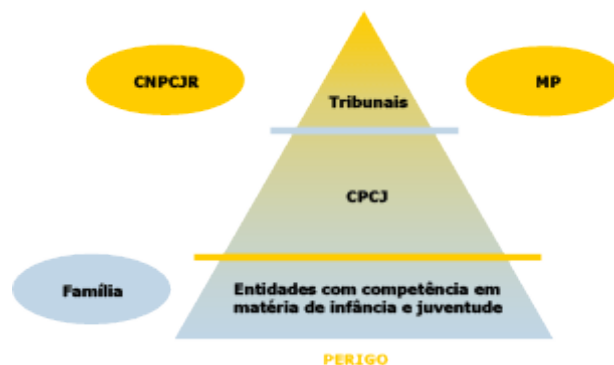 CNPCJR
MP
Tribunais
CPCJ
Família
Entidades com competência em
matéria de infância e juventude
PERIGO